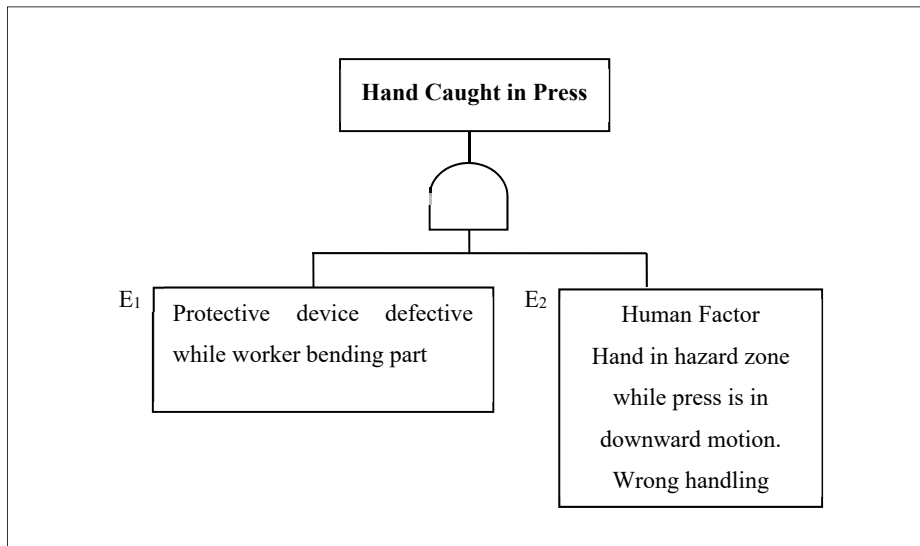 Hand Caught in Press
E1
Protective device defective
while worker bending part
E2
Human Factor
Hand in hazard zone
while press is in
downward motion.
Wrong handling